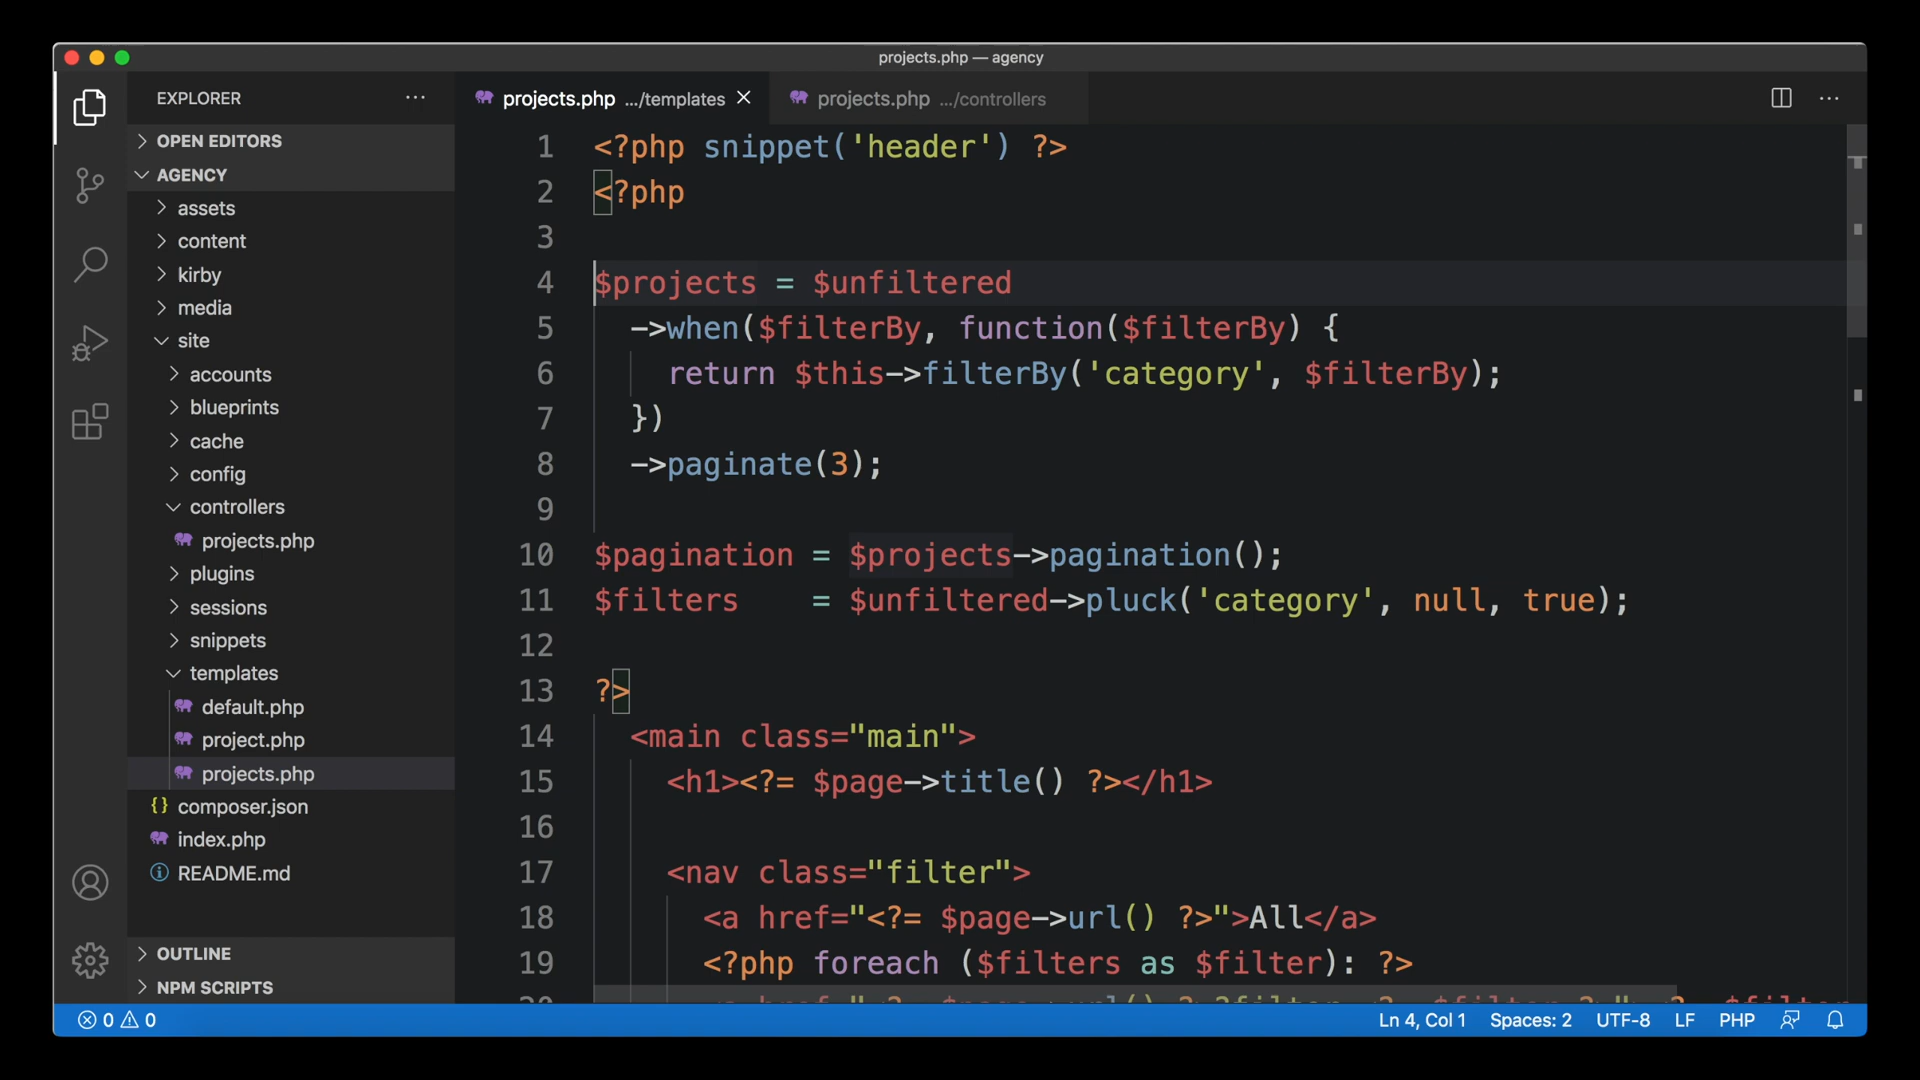 projects.php — agency
EXPLORER
OPEN EDITORS
AGENCY
assets
content
kirby
media
site
accounts
blueprints
cache
config
controllers
projects.php
plugins
sessions
snippets
templates
default.php
project.php
projects.php
composer.json
index.php
README.md
OUTLINE
NPM SCRIPTS
projects.php .../templates
projects.php .../controllers
1 <?php snippet('header') ?>
2 <?php
3
4 $projects = $unfiltered
5 ->when($filterBy, function($filterBy) {
6 return $this->filterBy('category', $filterBy);
7 })
8 ->paginate(3);
9
10 $pagination = $projects->pagination();
11 $filters = $unfiltered->pluck('category', null, true);
12
13 ?>
14 <main class="main">
15 <h1><?= $page->title() ?></h1>
16
17 <nav class="filter">
18 <a href="<?= $page->url() ?>">All</a>
19 <?php foreach ($filters as $filter): ?>
0 0
Ln 4, Col 1 Spaces: 2 UTF-8 LF PHP